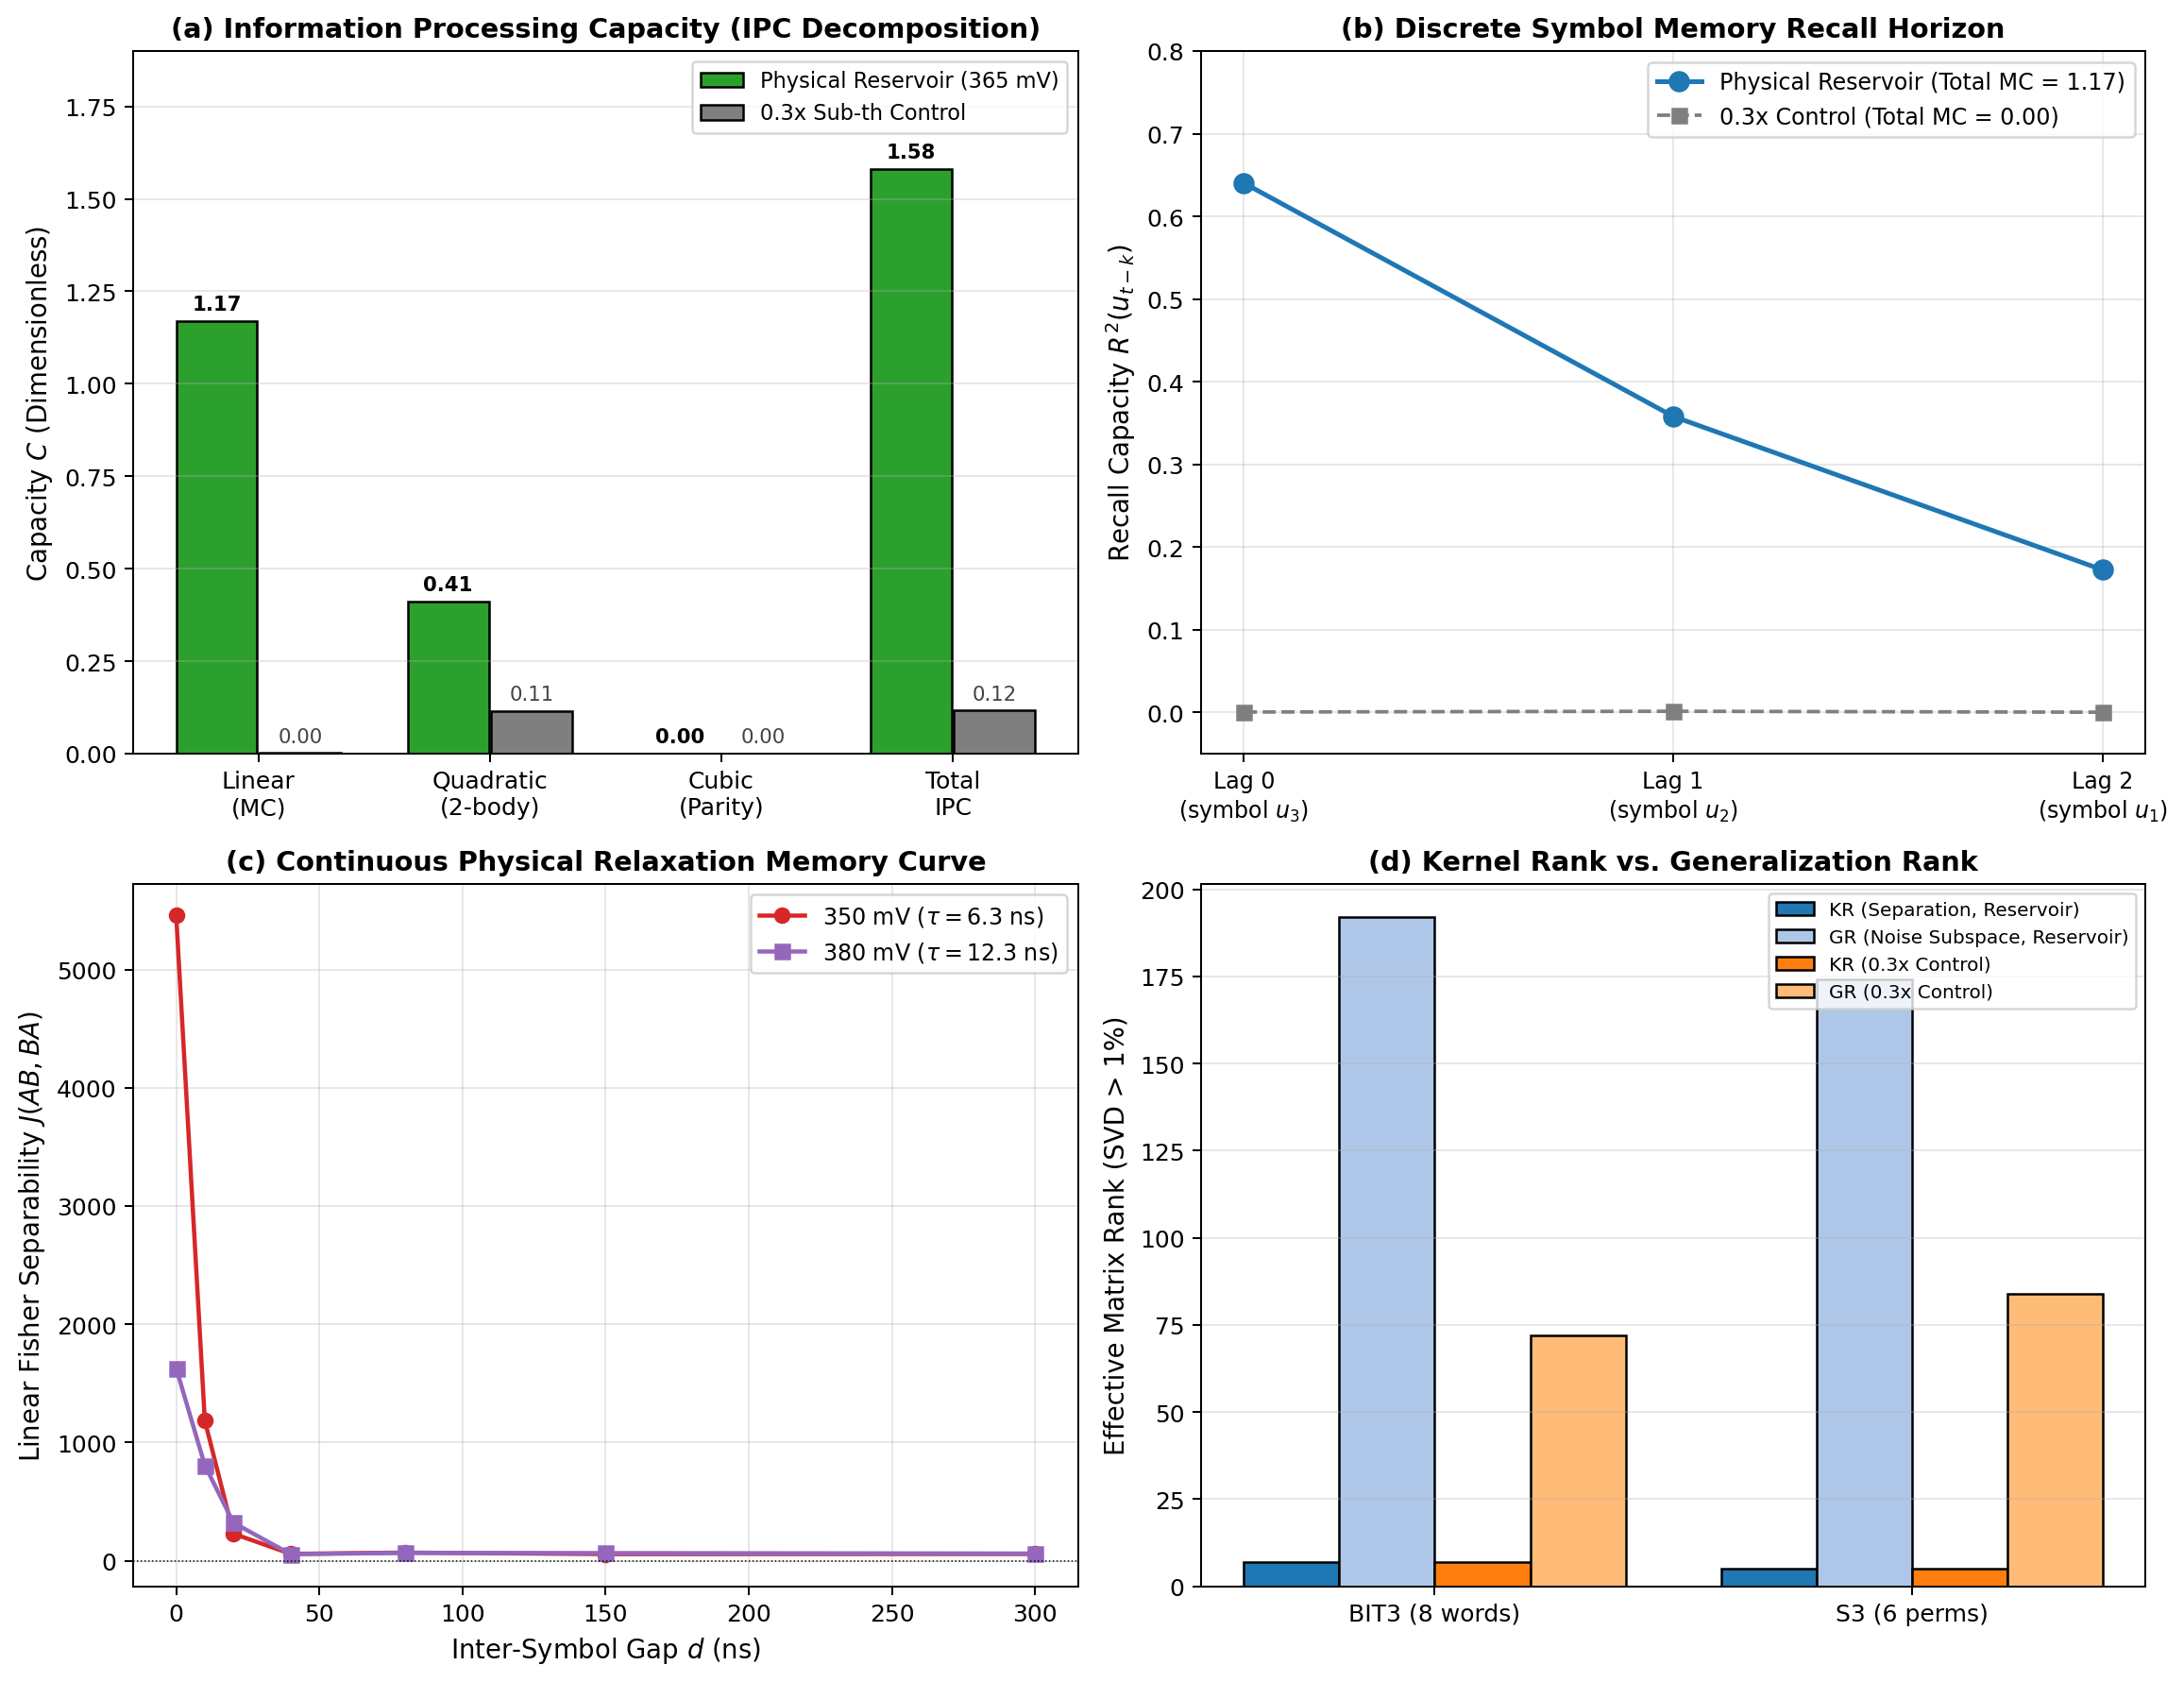 (a) Information Processing Capacity (IPC Decomposition)
Capacity C (Dimensionless)
1.75
1.50
1.25
1.00
0.75
0.50
0.25
0.00
Physical Reservoir (365 mV)
0.3x Sub-th Control
1.17
0.00
0.41
0.11
0.00
0.00
1.58
0.12
Linear
(MC)
Quadratic
(2-body)
Cubic
(Parity)
Total
IPC
(b) Discrete Symbol Memory Recall Horizon
Recall Capacity R²(u_{t−k})
0.8
0.7
0.6
0.5
0.4
0.3
0.2
0.1
0.0
Physical Reservoir (Total MC = 1.17)
0.3x Control (Total MC = 0.00)
Lag 0
(symbol u₃)
Lag 1
(symbol u₂)
Lag 2
(symbol u₁)
(c) Continuous Physical Relaxation Memory Curve
Linear Fisher Separability J(AB, BA)
5000
4000
3000
2000
1000
0
350 mV (τ = 6.3 ns)
380 mV (τ = 12.3 ns)
0 50 100 150 200 250 300
Inter-Symbol Gap d (ns)
(d) Kernel Rank vs. Generalization Rank
Effective Matrix Rank (SVD > 1%)
200
175
150
125
100
75
50
25
0
KR (Separation, Reservoir)
GR (Noise Subspace, Reservoir)
KR (0.3x Control)
GR (0.3x Control)
BIT3 (8 words)
S3 (6 perms)